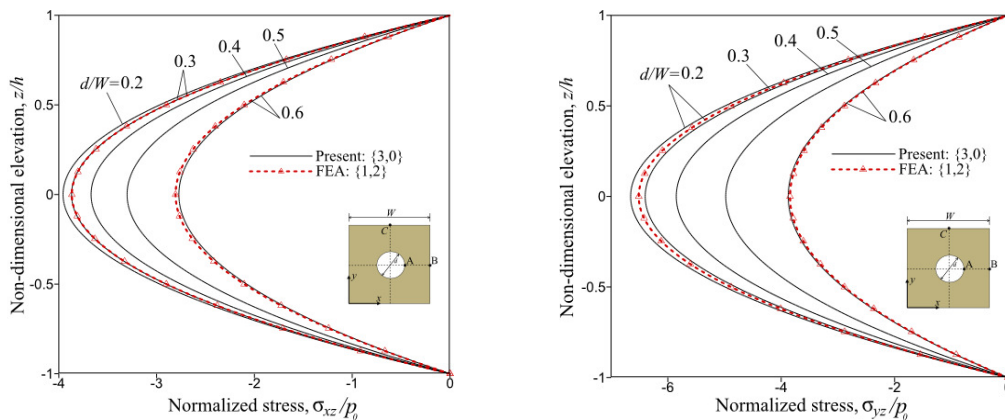 1
0.5
0
-0.5
-1
-4
-3
-2
-1
0
Non-dimensional elevation, z/h
Normalized stress, σxz/p0
d/W=0.2
0.3
0.4
0.5
0.6
Present: {3,0}
FEA: {1,2}
W
C
d
A
B
y
x
1
0.5
0
-0.5
-1
-6
-4
-2
0
Non-dimensional elevation, z/h
Normalized stress, σyz/p0
d/W=0.2
0.3
0.4
0.5
0.6
Present: {3,0}
FEA: {1,2}
W
C
d
A
B
y
x